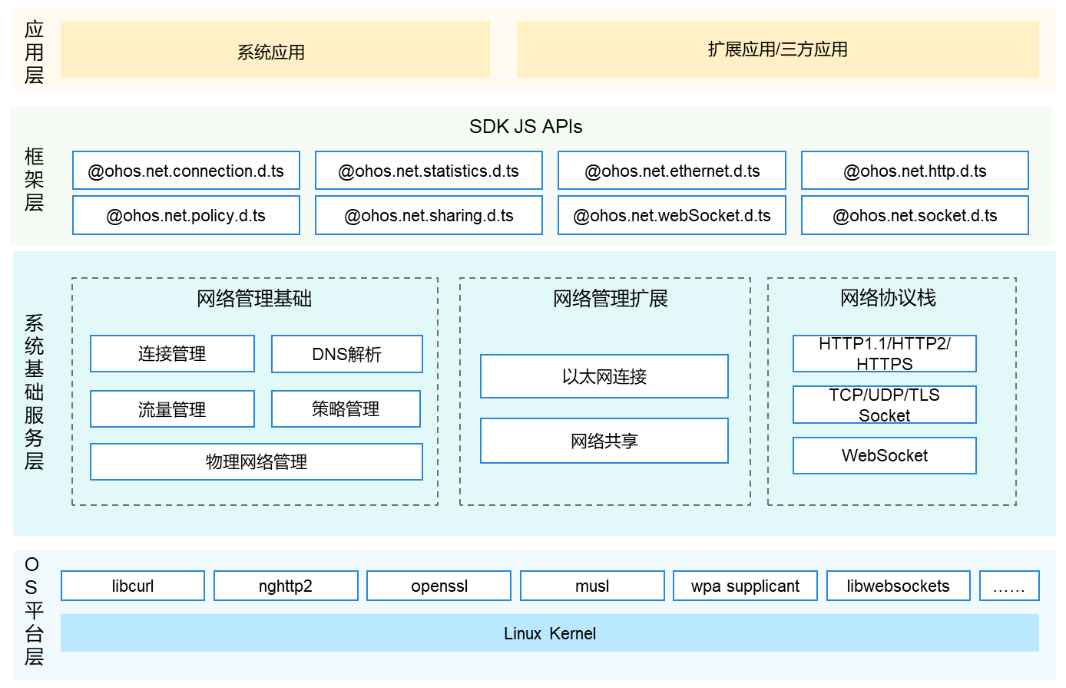 应用层
系统应用
扩展应用/三方应用
框架层
SDK JS APIs
@ohos.net.connection.d.ts
@ohos.net.statistics.d.ts
@ohos.net.ethernet.d.ts
@ohos.net.http.d.ts
@ohos.net.policy.d.ts
@ohos.net.sharing.d.ts
@ohos.net.webSocket.d.ts
@ohos.net.socket.d.ts
系统基础服务层
网络管理基础
连接管理
DNS解析
流量管理
策略管理
物理网络管理
网络管理扩展
以太网连接
网络共享
网络协议栈
HTTP1.1/HTTP2/
HTTPS
TCP/UDP/TLS
Socket
WebSocket
OS平台层
libcurl
nghttp2
openssl
musl
wpa supplicant
libwebsockets
……
Linux Kernel